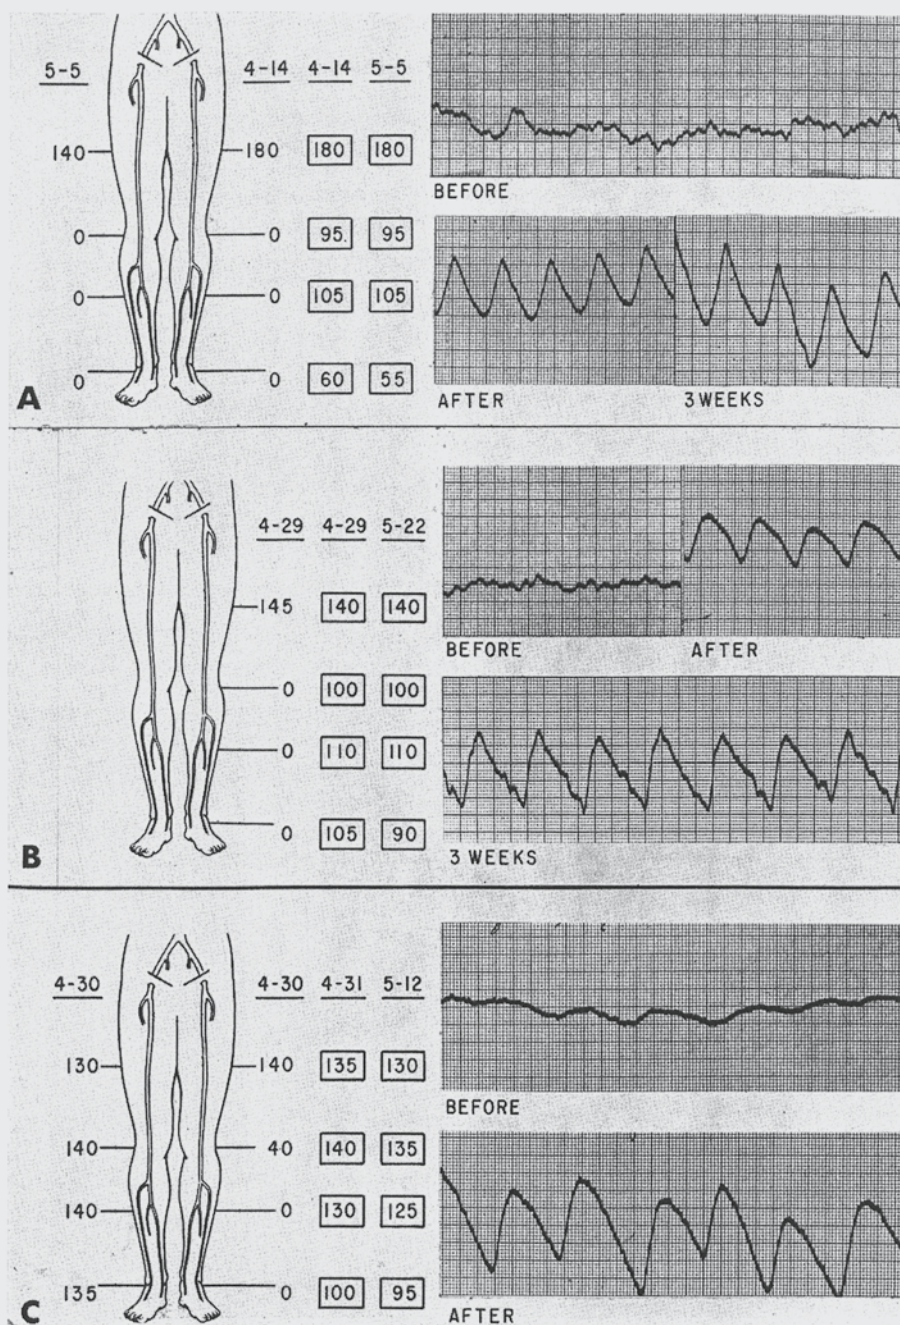 5-5 4-14 4-14 5-5
140 180 180 180
0 0 95 95
0 0 105 105
0 0 60 55
A
BEFORE
AFTER 3 WEEKS
4-29 4-29 5-22
145 140 140
0 100 100
0 110 110
0 105 90
B
BEFORE AFTER
3 WEEKS
4-30 4-30 4-31 5-12
130 140 135 130
140 40 140 135
140 0 130 125
135 0 100 95
C
BEFORE
AFTER